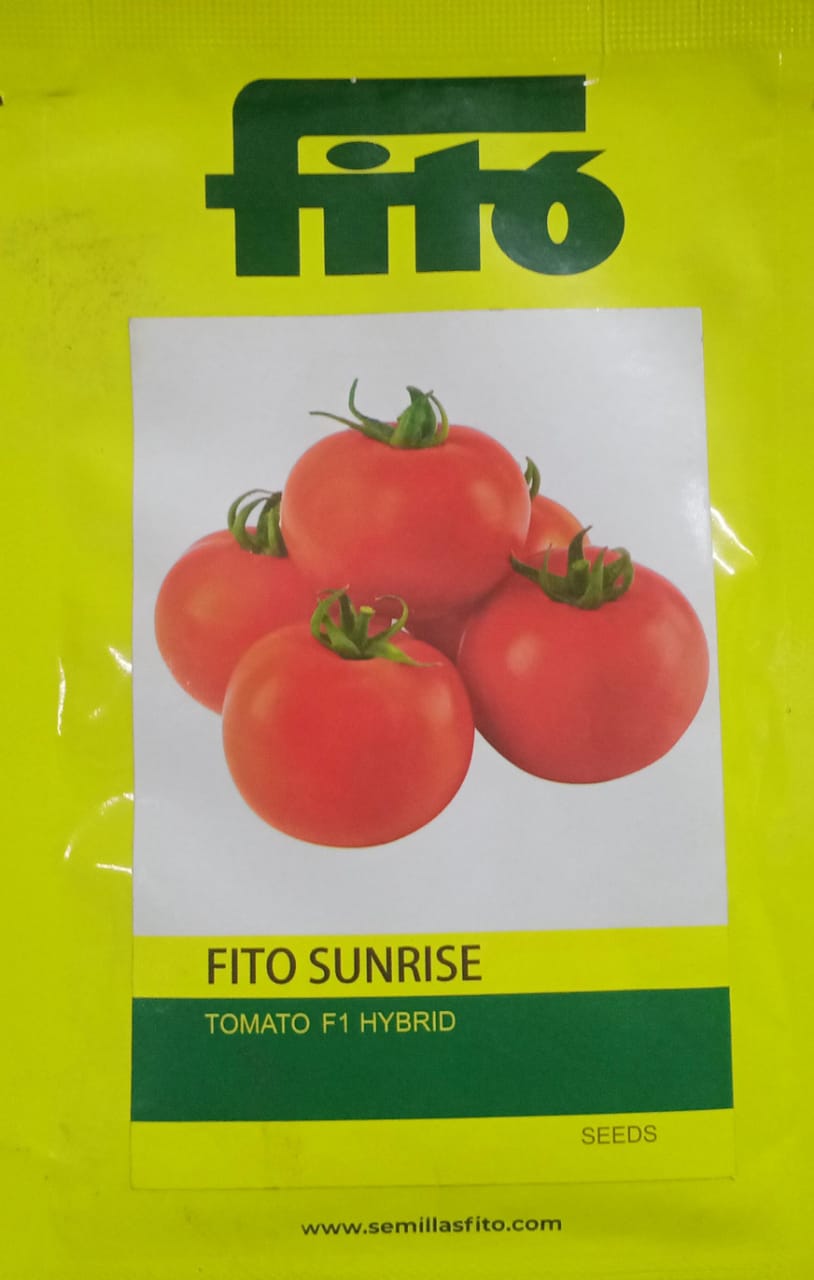 fitó
FITO SUNRISE
TOMATO F1 HYBRID
SEEDS
www.semillasfito.com